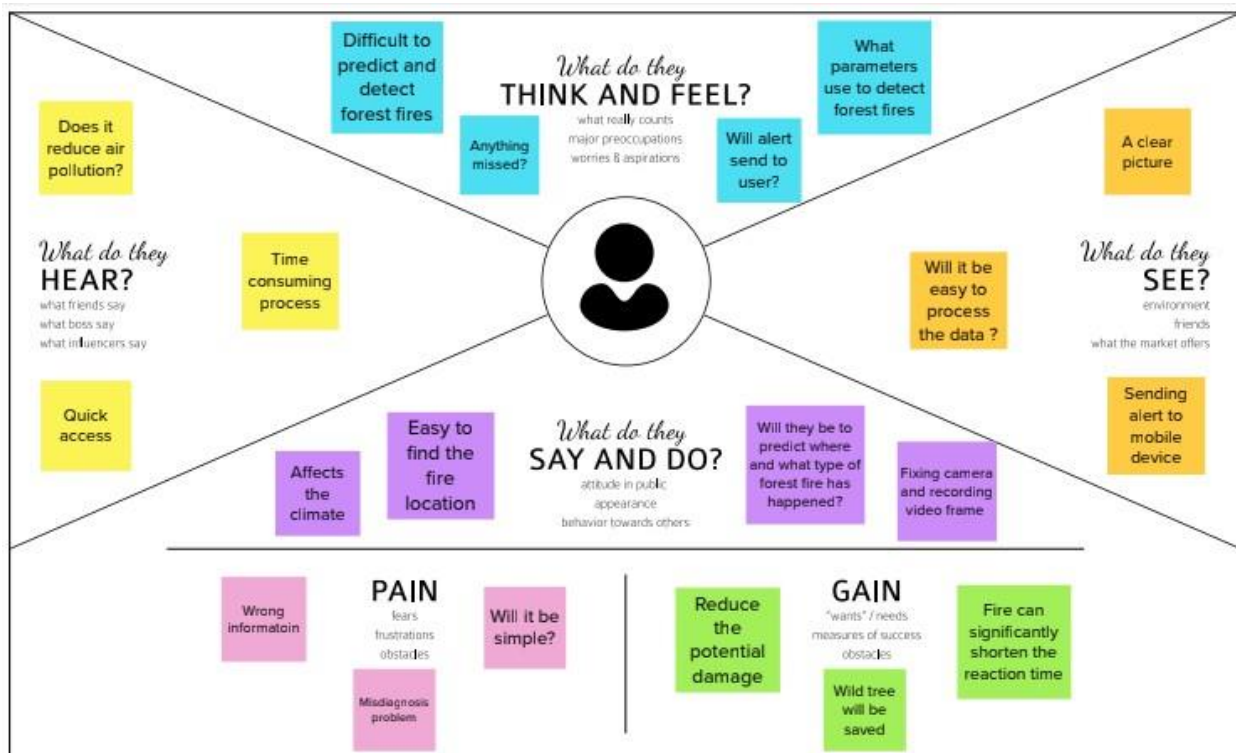 Difficult to
predict and
detect
forest fires
What do they
THINK AND FEEL?
what really counts
major preoccupations
worries & aspirations
Anything
missed?
Will alert
send to
user?
What
parameters
use to detect
forest fires
Does it
reduce air
pollution?
What do they
HEAR?
what friends say
what boss say
what influencers say
Time
consuming
process
Quick
access
A clear
picture
What do they
SEE?
environment
friends
what the market offers
Will it be
easy to
process
the data ?
Sending
alert to
mobile
device
Affects
the
climate
Easy to
find the
fire
location
What do they
SAY AND DO?
attitude in public
appearance
behavior towards others
Will they be to
predict where
and what type of
forest fire has
happened?
Fixing camera
and recording
video frame
Wrong
informatoin
PAIN
fears
frustrations
obstacles
Will it be
simple?
Misdiagnosis
problem
Reduce
the
potential
damage
GAIN
"wants" / needs
measures of success
obstacles
Wild tree
will be
saved
Fire can
significantly
shorten the
reaction time